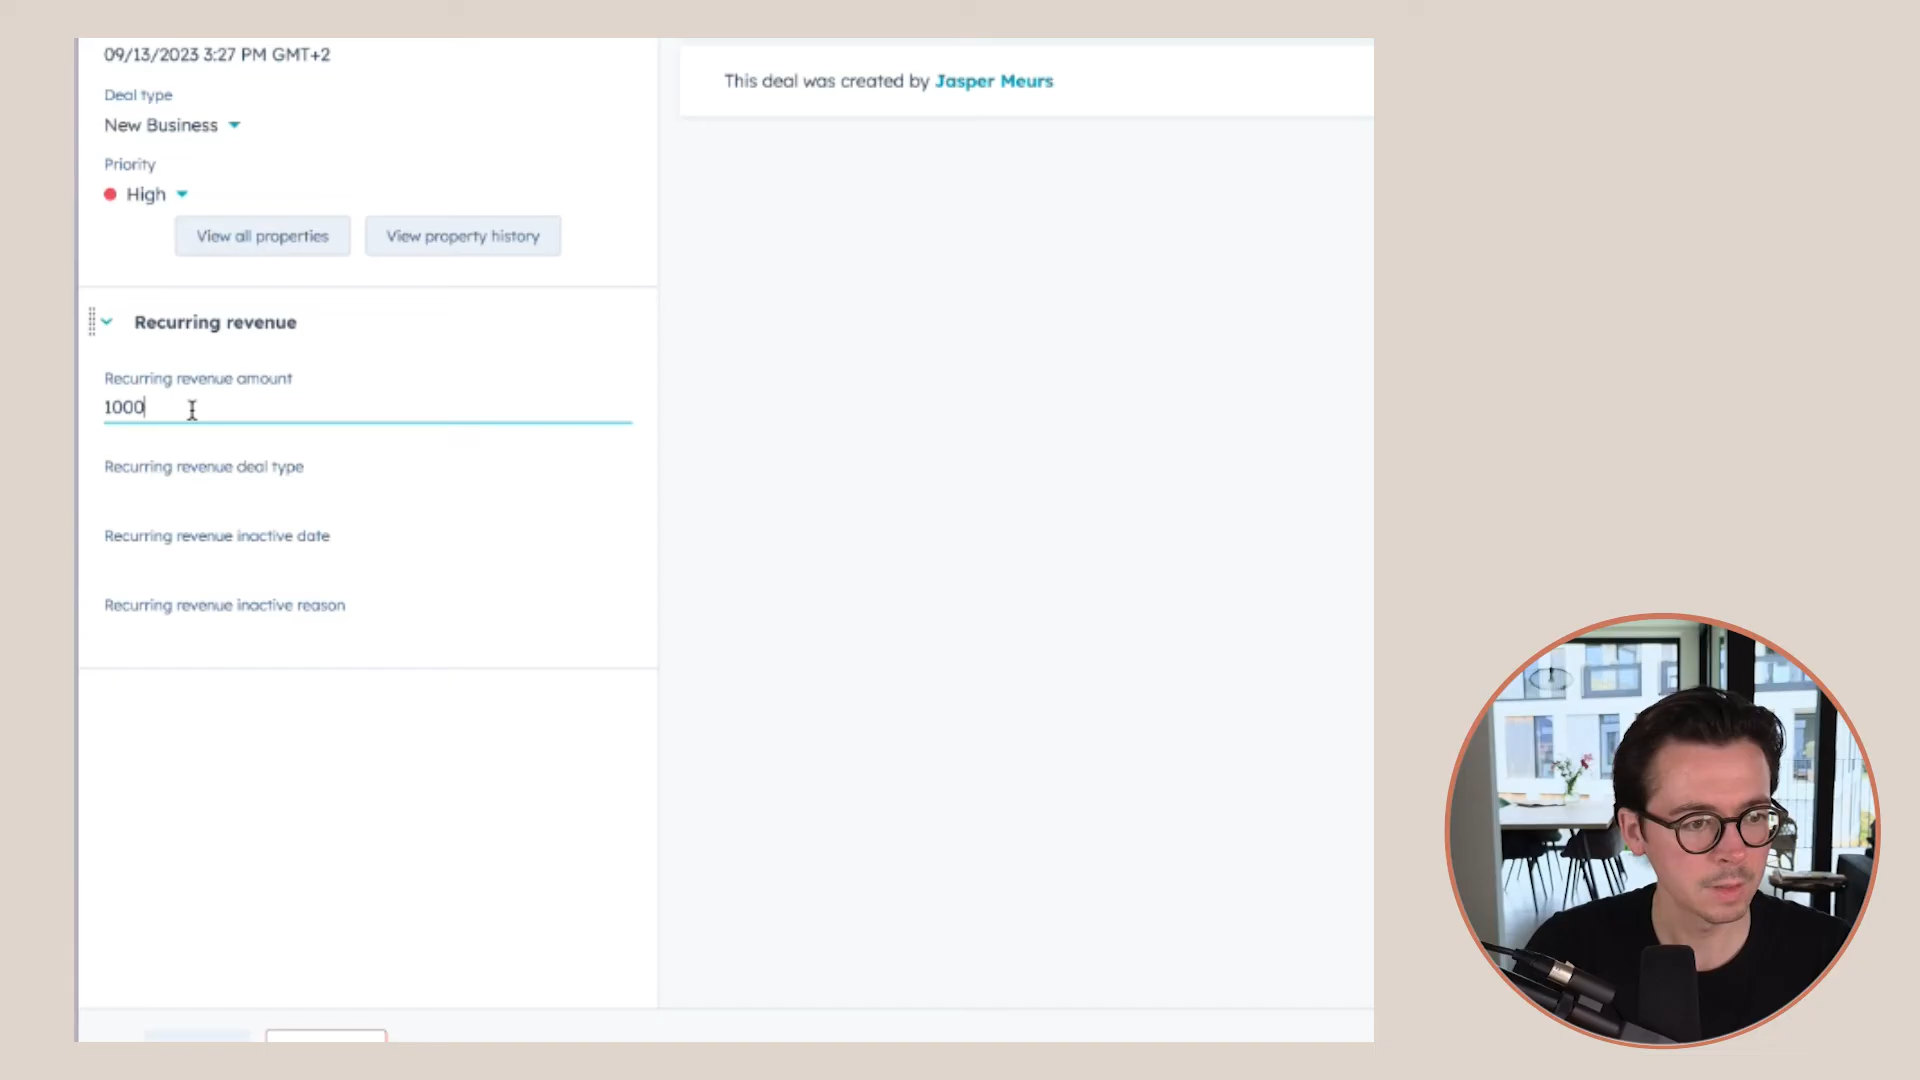 09/13/2023 3:27 PM GMT+2
Deal type
New Business
Priority
High
View all properties
View property history
Recurring revenue
Recurring revenue amount
1000
Recurring revenue deal type
Recurring revenue inactive date
Recurring revenue inactive reason
This deal was created by Jasper Meurs